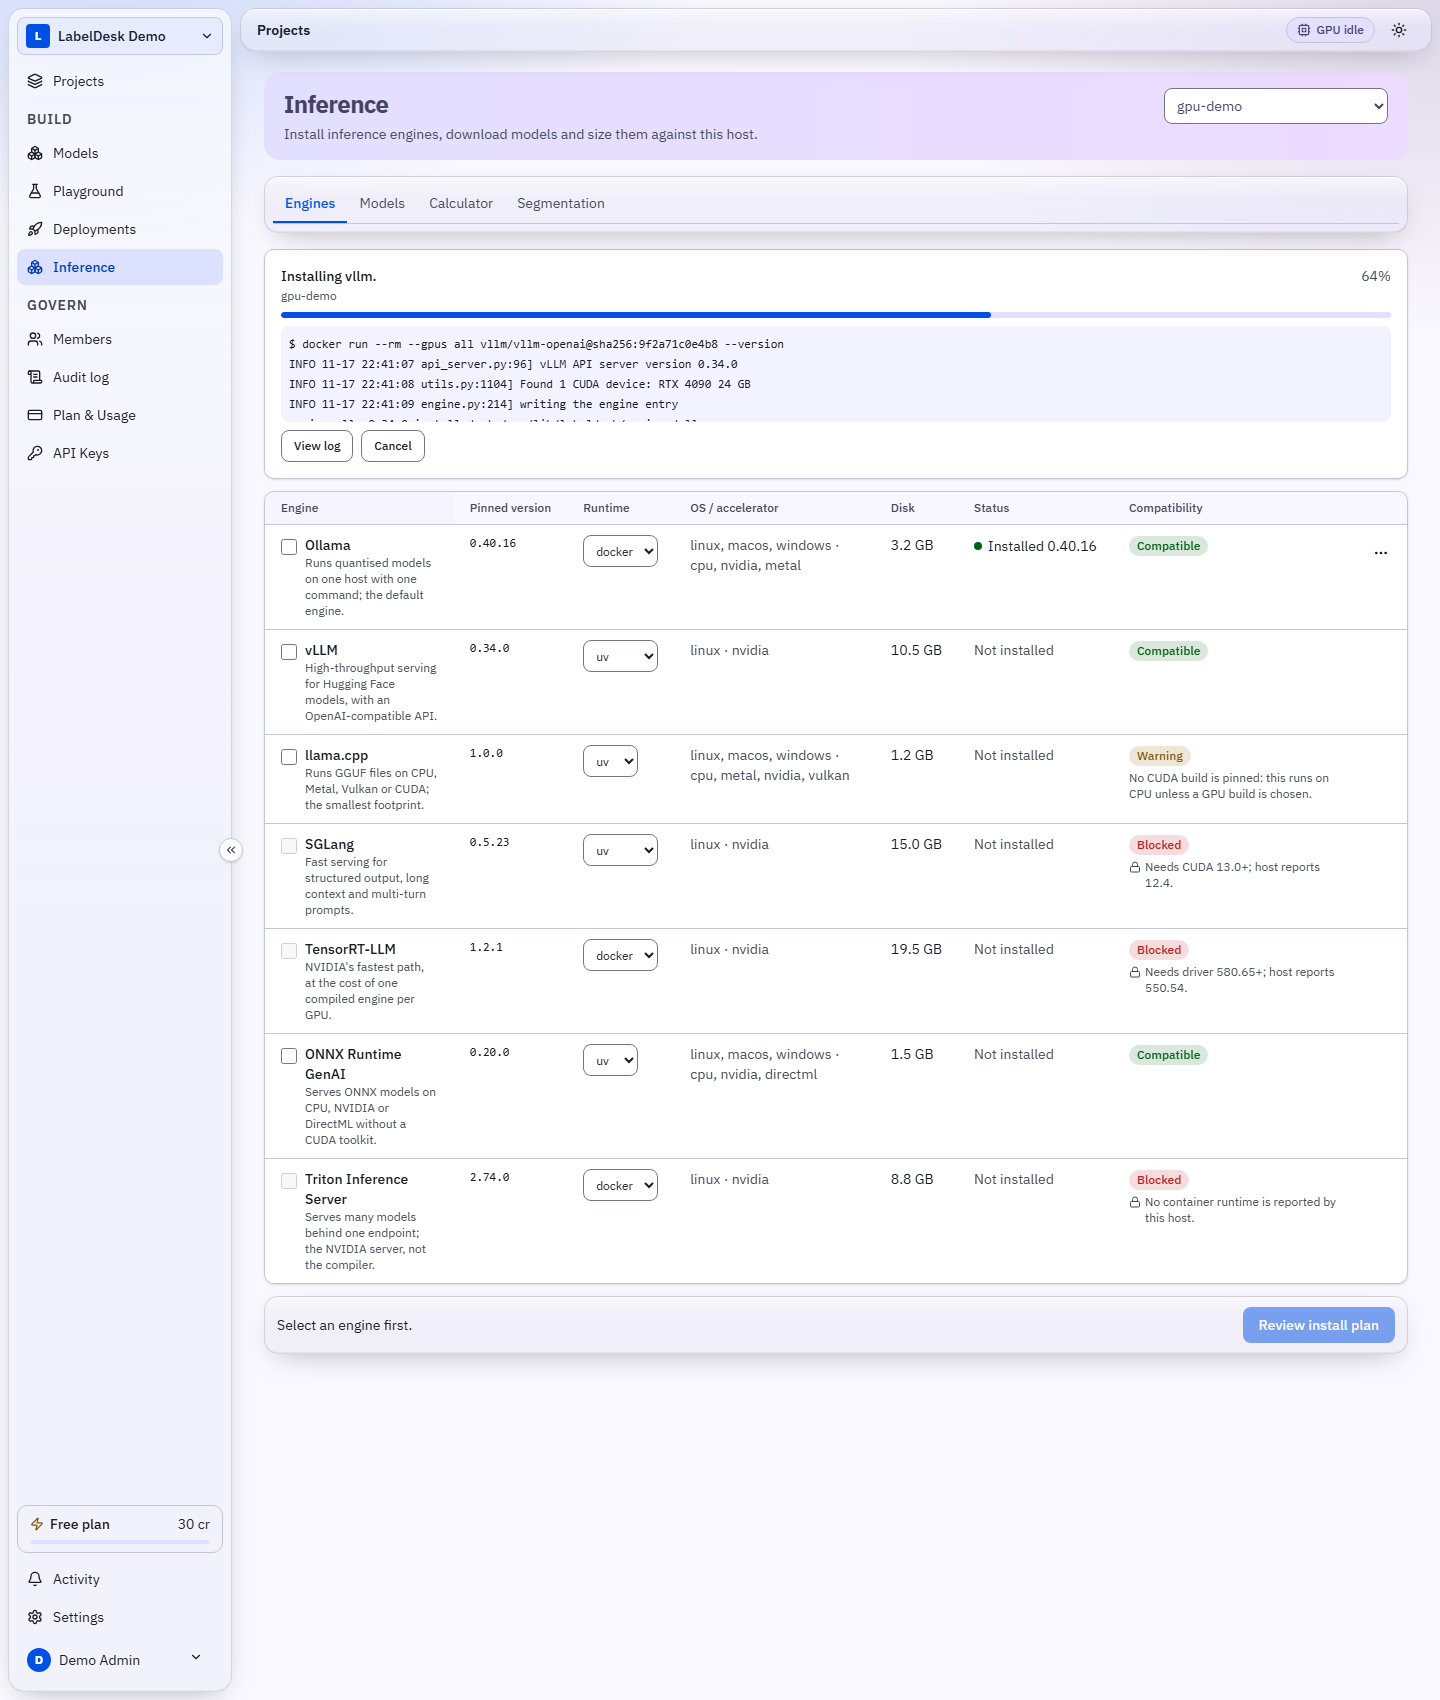 L LabelDesk Demo
Projects
BUILD
Models
Playground
Deployments
Inference
GOVERN
Members
Audit log
Plan & Usage
API Keys
Free plan 30 cr
Activity
Settings
D Demo Admin
Projects
GPU idle
Inference
Install inference engines, download models and size them against this host.
gpu-demo
Engines Models Calculator Segmentation
Installing vllm. 64%
gpu-demo
$ docker run --rm --gpus all vllm/vllm-openai@sha256:9f2a71c0e4b8 --version
INFO 11-17 22:41:07 api_server.py:96] vLLM API server version 0.34.0
INFO 11-17 22:41:08 utils.py:1104] Found 1 CUDA device: RTX 4090 24 GB
INFO 11-17 22:41:09 engine.py:214] writing the engine entry
View log Cancel
Engine Pinned version Runtime OS / accelerator Disk Status Compatibility
Ollama 0.40.16 docker linux, macos, windows · 3.2 GB Installed 0.40.16 Compatible
cpu, nvidia, metal
Runs quantised models
on one host with one
command; the default
engine.
vLLM 0.34.0 uv linux · nvidia 10.5 GB Not installed Compatible
High-throughput serving
for Hugging Face
models, with an
OpenAI-compatible API.
llama.cpp 1.0.0 uv linux, macos, windows · 1.2 GB Not installed Warning
cpu, metal, nvidia, vulkan
Runs GGUF files on CPU,
Metal, Vulkan or CUDA;
the smallest footprint.
No CUDA build is pinned: this runs on
CPU unless a GPU build is chosen.
SGLang 0.5.23 uv linux · nvidia 15.0 GB Not installed Blocked
Fast serving for
structured output, long
context and multi-turn
prompts.
Needs CUDA 13.0+; host reports
12.4.
TensorRT-LLM 1.2.1 docker linux · nvidia 19.5 GB Not installed Blocked
NVIDIA's fastest path,
at the cost of one
compiled engine per
GPU.
Needs driver 580.65+; host reports
550.54.
ONNX Runtime 0.20.0 uv linux, macos, windows · 1.5 GB Not installed Compatible
GenAI cpu, nvidia, directml
Serves ONNX models on
CPU, NVIDIA or
DirectML without a
CUDA toolkit.
Triton Inference 2.74.0 docker linux · nvidia 8.8 GB Not installed Blocked
Server
Serves many models
behind one endpoint;
the NVIDIA server, not
the compiler.
No container runtime is reported by
this host.
Select an engine first. Review install plan